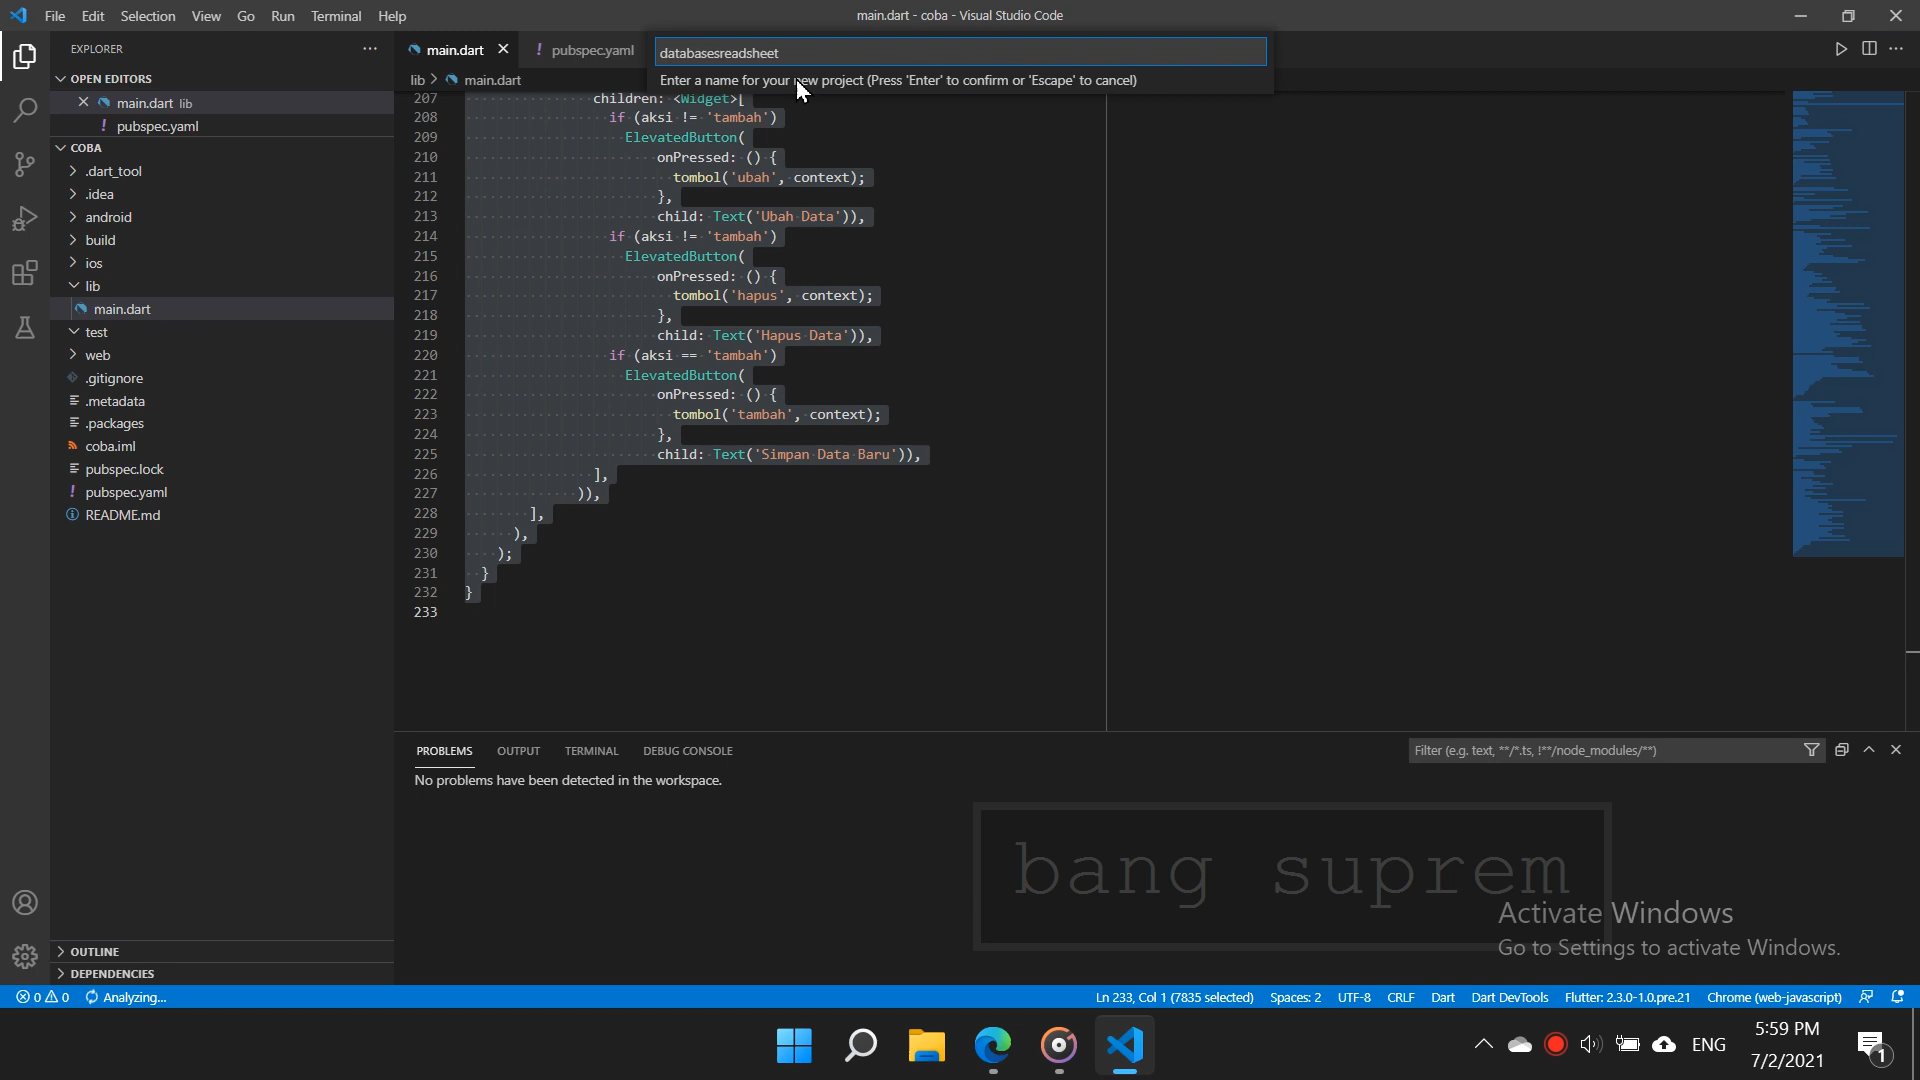 File Edit Selection View Go Run Terminal Help
main.dart - coba - Visual Studio Code
EXPLORER
OPEN EDITORS
main.dart lib
pubspec.yaml
COBA
.dart_tool
.idea
android
build
ios
lib
main.dart
test
web
.gitignore
.metadata
.packages
coba.iml
pubspec.lock
pubspec.yaml
README.md
OUTLINE
DEPENDENCIES
main.dart
pubspec.yaml
lib > main.dart
databasesreadsheet
Enter a name for your new project (Press 'Enter' to confirm or 'Escape' to cancel)
207 children: <Widget>[
208 if (aksi != 'tambah')
209 ElevatedButton(
210 onPressed: () {
211 tombol('ubah', context);
212 },
213 child: Text('Ubah Data')),
214 if (aksi != 'tambah')
215 ElevatedButton(
216 onPressed: () {
217 tombol('hapus', context);
218 },
219 child: Text('Hapus Data')),
220 if (aksi == 'tambah')
221 ElevatedButton(
222 onPressed: () {
223 tombol('tambah', context);
224 },
225 child: Text('Simpan Data Baru')),
226 ],
227 )),
228 ],
229 ),
230 );
231 }
232 }
233
PROBLEMS OUTPUT TERMINAL DEBUG CONSOLE
Filter (e.g. text, **/*.ts, !**/node_modules/**)
No problems have been detected in the workspace.
bang suprem
Activate Windows
Go to Settings to activate Windows.
0 0 Analyzing...
Ln 233, Col 1 (7835 selected) Spaces: 2 UTF-8 CRLF Dart Dart DevTools Flutter: 2.3.0-1.0.pre.21 Chrome (web-javascript)
ENG
5:59 PM
7/2/2021
1